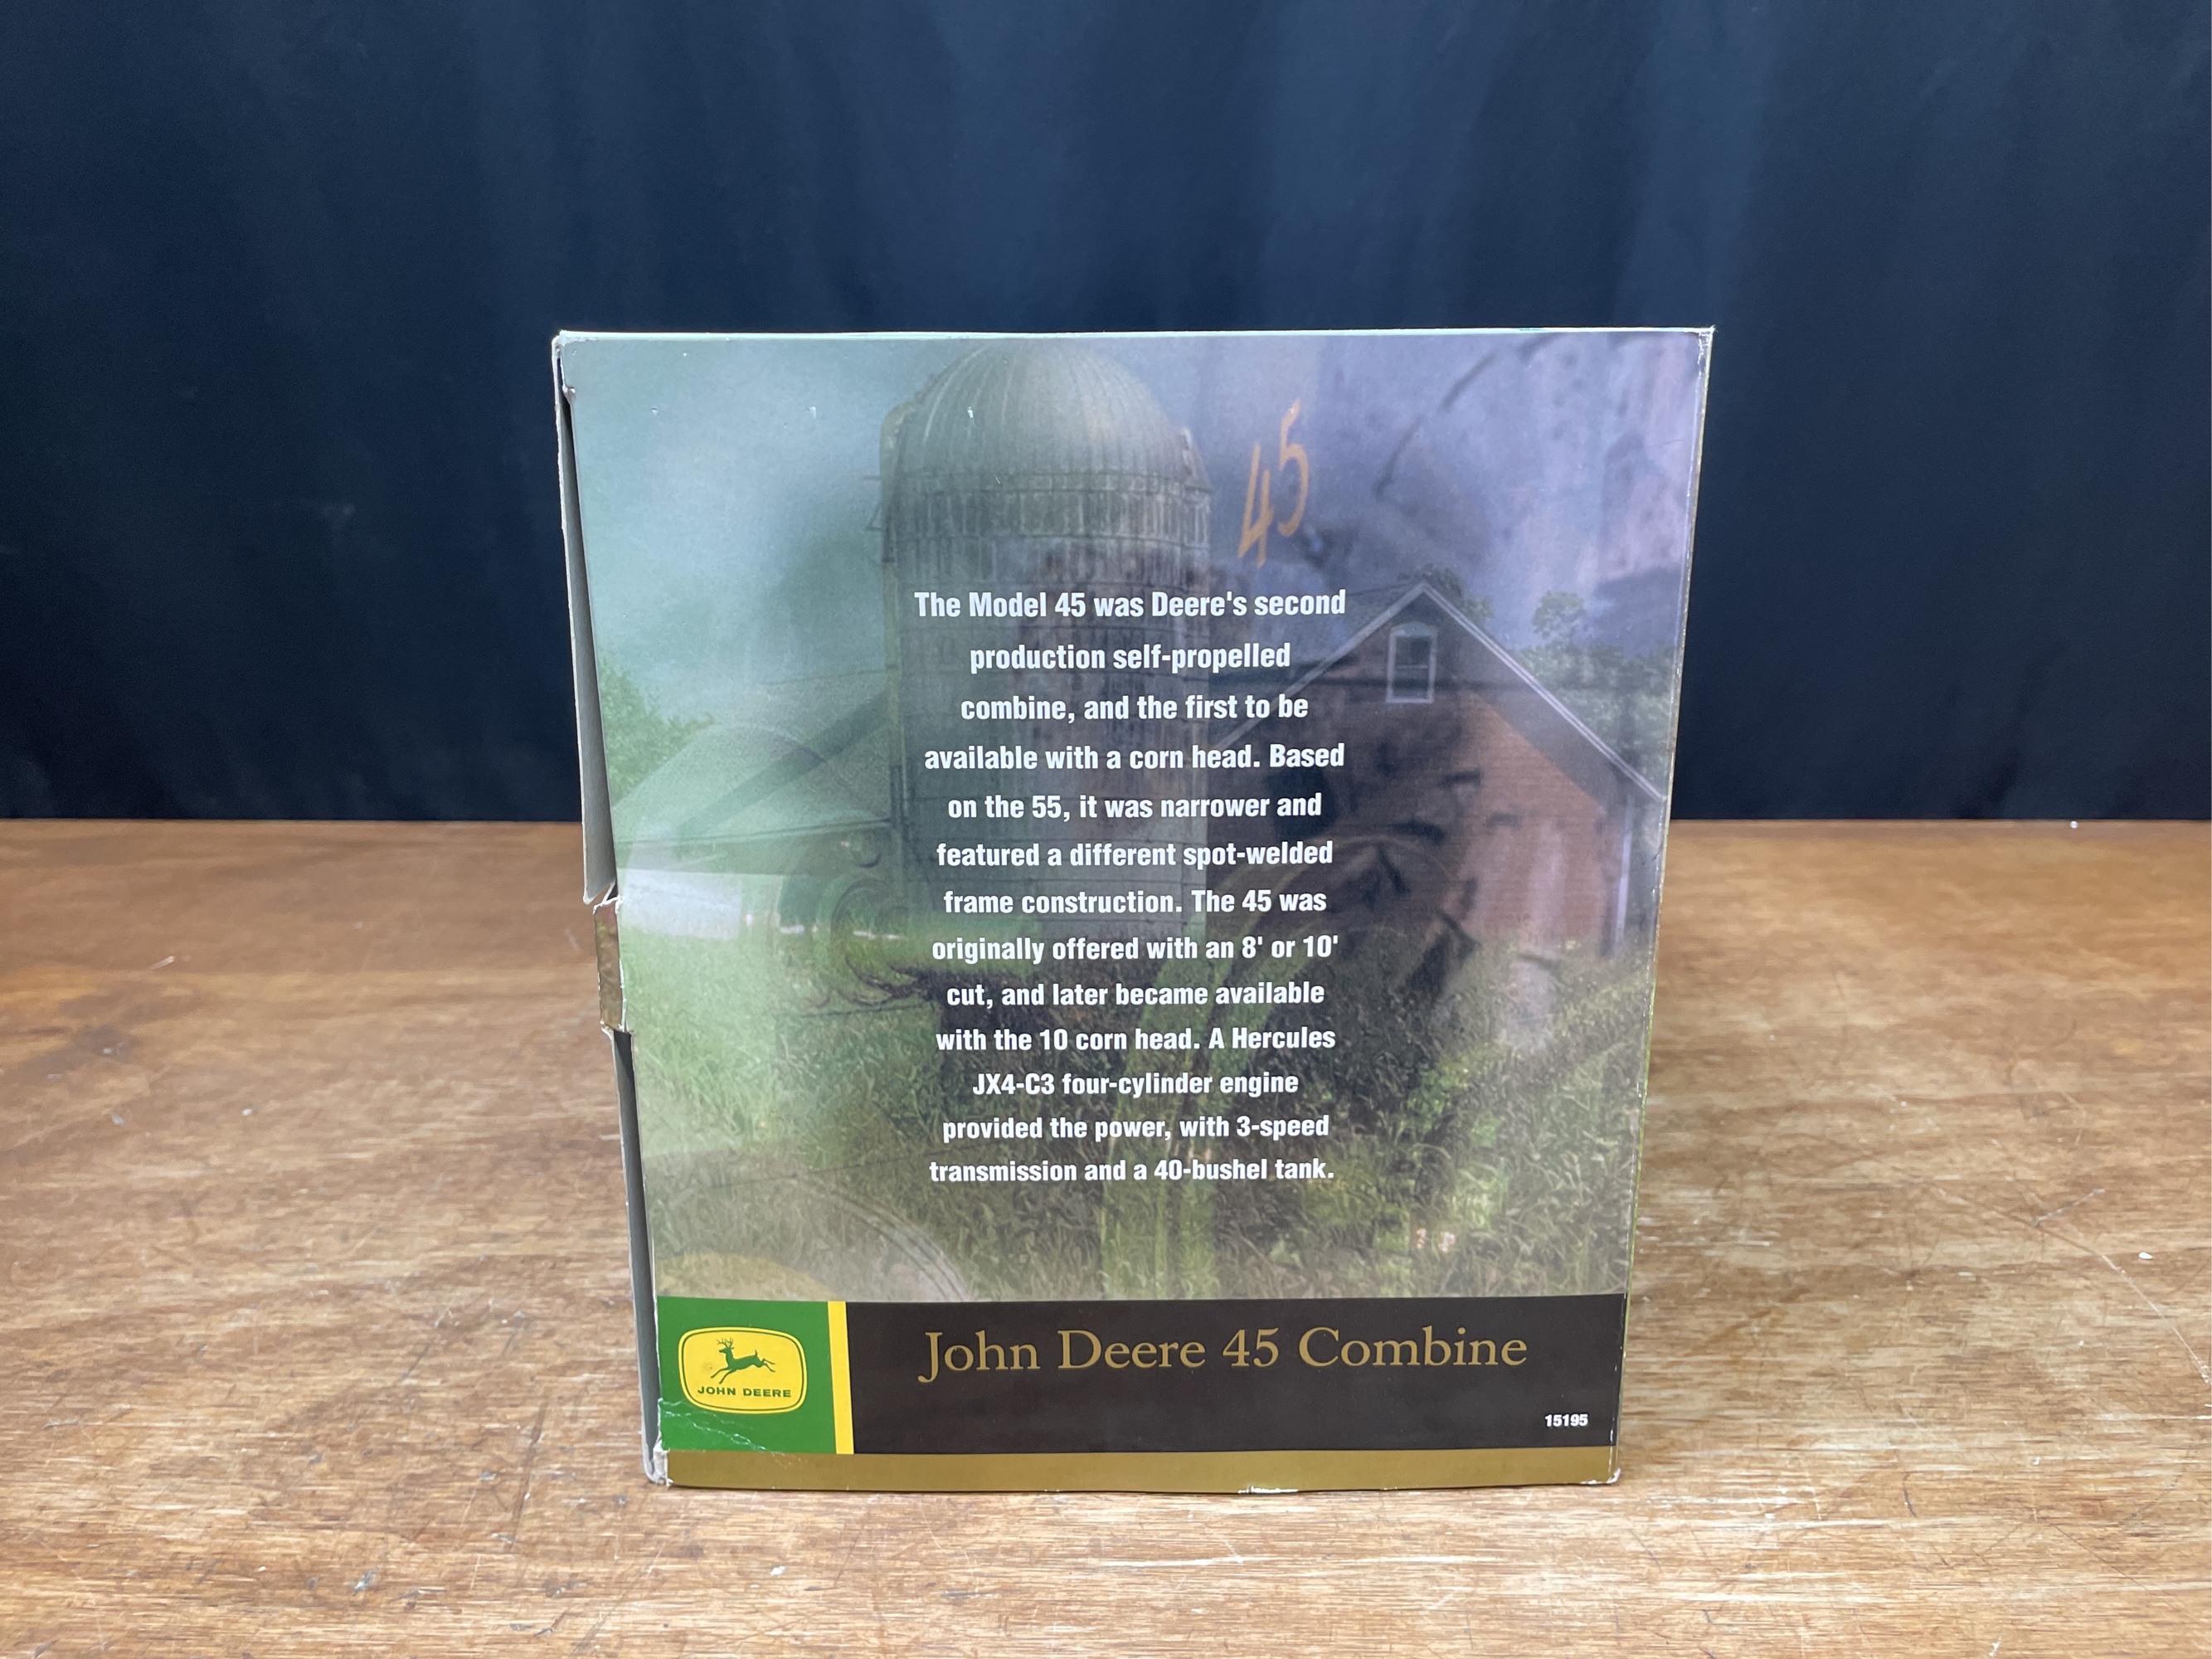 45
The Model 45 was Deere's second
production self-propelled
combine, and the first to be
available with a corn head. Based
on the 55, it was narrower and
featured a different spot-welded
frame construction. The 45 was
originally offered with an 8' or 10'
cut, and later became available
with the 10 corn head. A Hercules
JX4-C3 four-cylinder engine
provided the power, with 3-speed
transmission and a 40-bushel tank.
JOHN DEERE
John Deere 45 Combine
15195